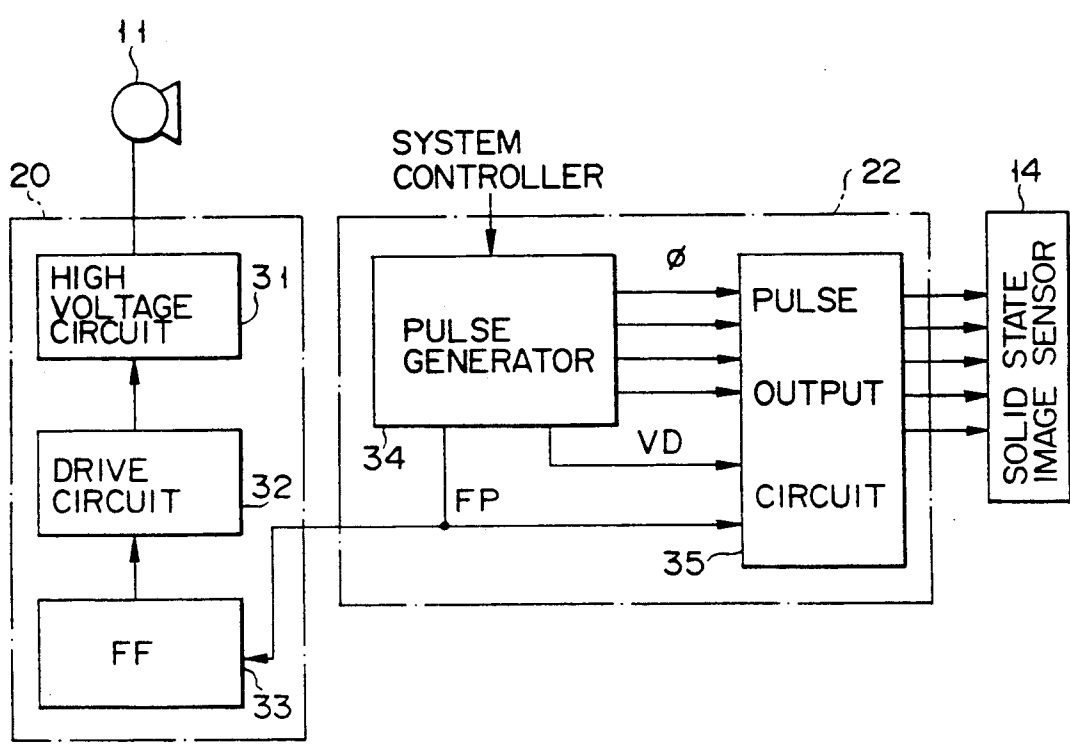 11
SYSTEM
CONTROLLER
20
22
14
HIGH
VOLTAGE
CIRCUIT
31
PULSE
GENERATOR
34
ø
VD
FP
PULSE
OUTPUT
CIRCUIT
35
SOLID STATE
IMAGE SENSOR
DRIVE
CIRCUIT
32
FF
33